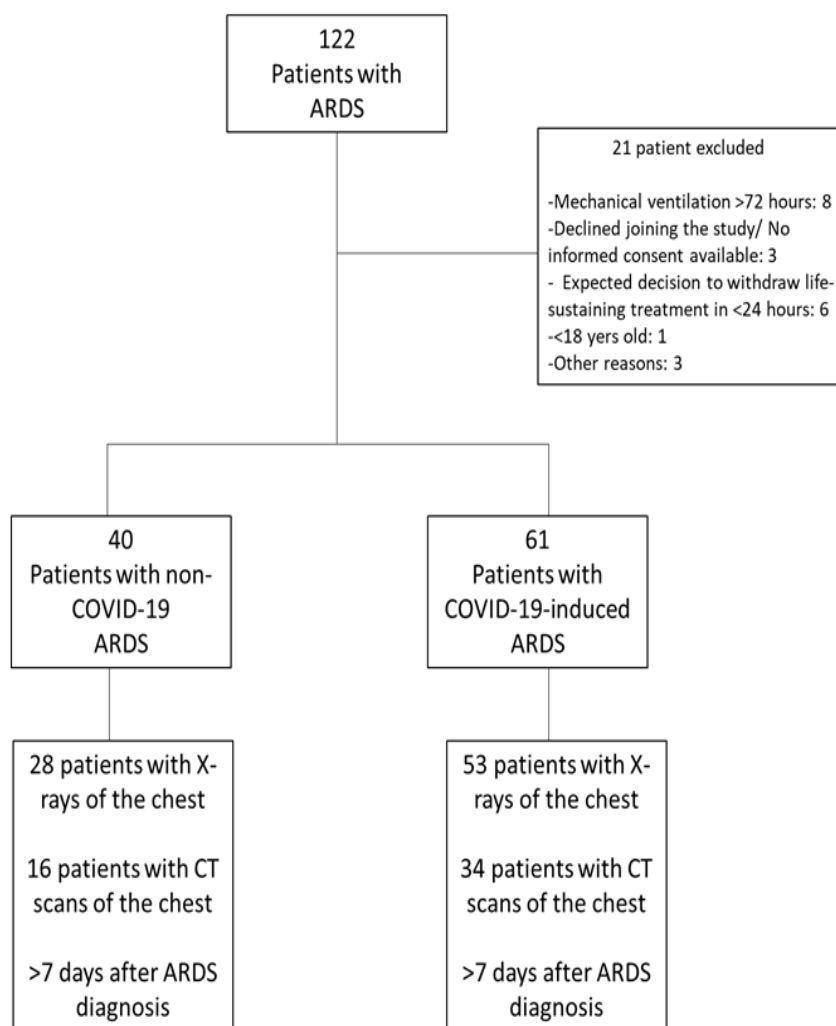 122
Patients with
ARDS
21 patient excluded
-Mechanical ventilation >72 hours: 8
-Declined joining the study/ No
informed consent available: 3
- Expected decision to withdraw life-
sustaining treatment in <24 hours: 6
-<18 yers old: 1
-Other reasons: 3
40
Patients with non-
COVID-19
ARDS
61
Patients with
COVID-19-induced
ARDS
28 patients with X-
rays of the chest
16 patients with CT
scans of the chest
>7 days after ARDS
diagnosis
53 patients with X-
rays of the chest
34 patients with CT
scans of the chest
>7 days after ARDS
diagnosis